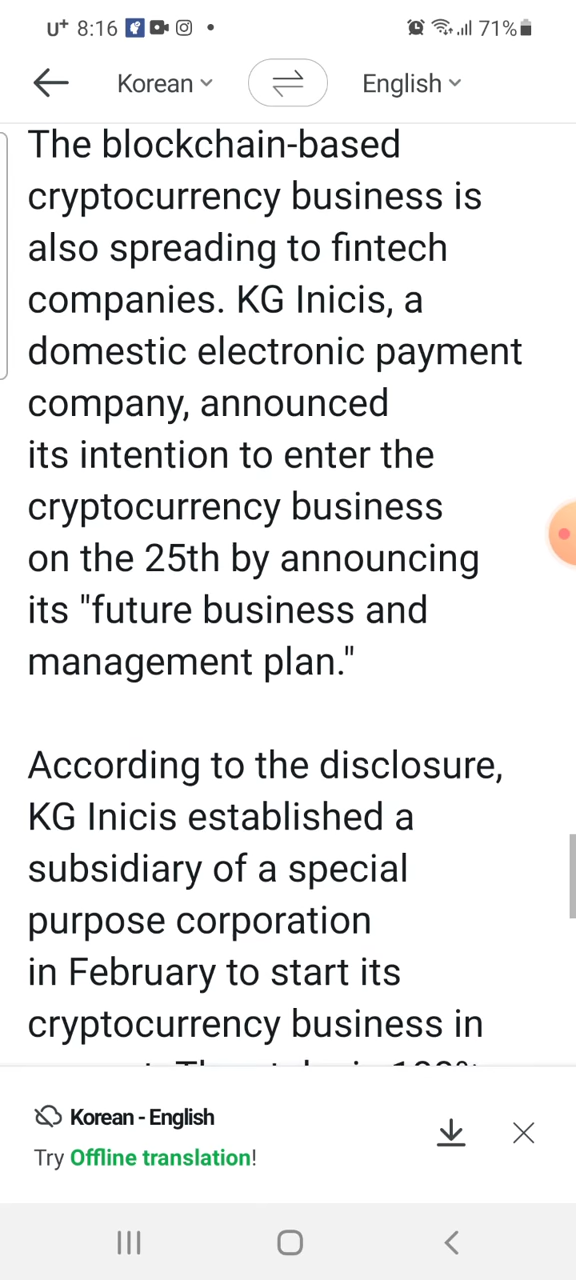 U+ 8:16
71%
Korean
English
The blockchain-based
cryptocurrency business is
also spreading to fintech
companies. KG Inicis, a
domestic electronic payment
company, announced
its intention to enter the
cryptocurrency business
on the 25th by announcing
its "future business and
management plan."
According to the disclosure,
KG Inicis established a
subsidiary of a special
purpose corporation
in February to start its
cryptocurrency business in
Korean - English
Try Offline translation!